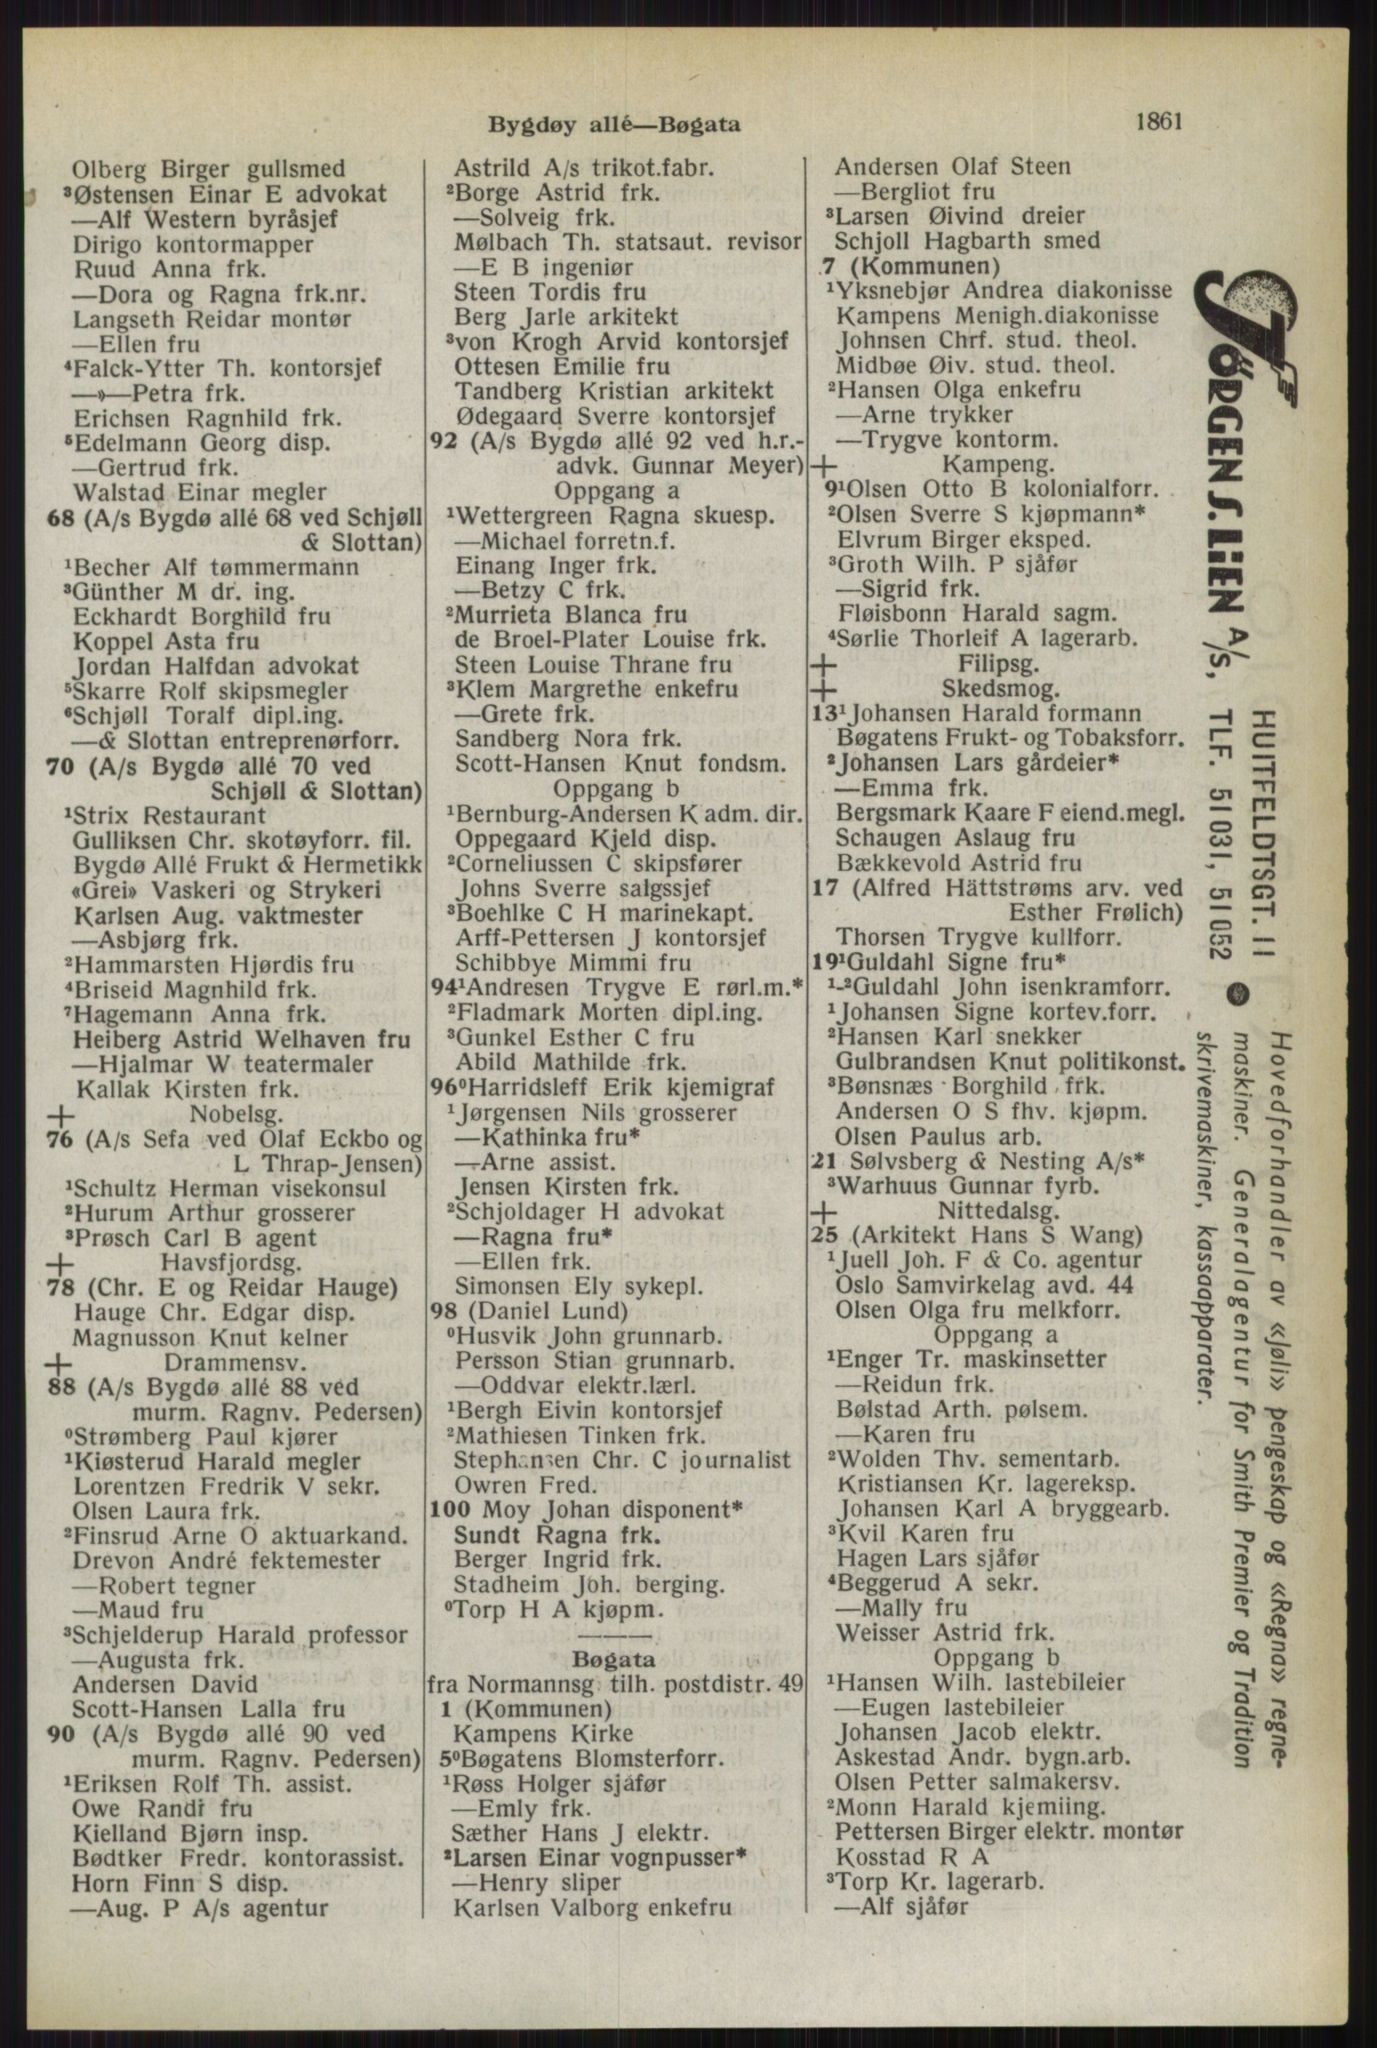 Bygdøy allé—Bøgata
1861
Olberg Birger gullsmed
³Østensen Einar E advokat
—Alf Western byråsjef
Dirigo kontormapper
Ruud Anna frk.
—Dora og Ragna frk.nr.
Langseth Reidar montør
—Ellen fru
⁴Falck-Ytter Th. kontorsjef
—»—Petra frk.
Erichsen Ragnhild frk.
⁵Edelmann Georg disp.
—Gertrud frk.
Walstad Einar megler
68 (A/s Bygdø allé 68 ved Schjøll
& Slottan)
¹Becher Alf tømmermann
³Günther M dr. ing.
Eckhardt Borghild fru
Koppel Asta fru
Jordan Halfdan advokat
⁵Skarre Rolf skipsmegler
⁶Schjøll Toralf dipl.ing.
—& Slottan entreprenørforr.
70 (A/s Bygdø allé 70 ved
Schjøll & Slottan)
¹Strix Restaurant
Gulliksen Chr. skotøyforr. fil.
Bygdø Allé Frukt & Hermetikk
«Grei» Vaskeri og Strykeri
Karlsen Aug. vaktmester
—Asbjørg frk.
²Hammarsten Hjørdis fru
⁴Briseid Magnhild frk.
⁷Hagemann Anna frk.
Heiberg Astrid Welhaven fru
—Hjalmar W teatermaler
Kallak Kirsten frk.
+ Nobelsg.
76 (A/s Sefa ved Olaf Eckbo og
L Thrap-Jensen)
¹Schultz Herman visekonsul
²Hurum Arthur grosserer
³Prøsch Carl B agent
+ Havsfjordsg.
78 (Chr. E og Reidar Hauge)
Hauge Chr. Edgar disp.
Magnusson Knut kelner
+ Drammensv.
88 (A/s Bygdø allé 88 ved
murm. Ragnv. Pedersen)
⁰Strømberg Paul kjører
¹Kiøsterud Harald megler
Lorentzen Fredrik V sekr.
Olsen Laura frk.
²Finsrud Arne O aktuarkand.
Drevon André fektemester
—Robert tegner
—Maud fru
³Schjelderup Harald professor
—Augusta frk.
Andersen David
Scott-Hansen Lalla fru
90 (A/s Bygdø allé 90 ved
murm. Ragnv. Pedersen)
¹Eriksen Rolf Th. assist.
Owe Randi fru
Kielland Bjørn insp.
Bødtker Fredr. kontorassist.
Horn Finn S disp.
—Aug. P A/s agentur
Astrild A/s trikot.fabr.
²Borge Astrid frk.
—Solveig frk.
Mølbach Th. statsaut. revisor
—E B ingeniør
Steen Tordis fru
Berg Jarle arkitekt
³von Krogh Arvid kontorsjef
Ottesen Emilie fru
Tandberg Kristian arkitekt
Ødegaard Sverre kontorsjef
92 (A/s Bygdø allé 92 ved h.r.-
advk. Gunnar Meyer)
Oppgang a
¹Wettergreen Ragna skuesp.
—Michael forretn.f.
Einang Inger frk.
—Betzy C frk.
²Murrieta Blanca fru
de Broel-Plater Louise frk.
Steen Louise Thrane fru
³Klem Margrethe enkefru
—Grete frk.
Sandberg Nora frk.
Scott-Hansen Knut fondsm.
Oppgang b
¹Bernburg-Andersen K adm. dir.
Oppegaard Kjeld disp.
²Corneliussen C skipsfører
Johns Sverre salgssjef
³Boehlke C H marinekapt.
Arff-Pettersen J kontorsjef
Schibbye Mimmi fru
94¹Andresen Trygve E rørl.m.*
²Fladmark Morten dipl.ing.
³Gunkel Esther C fru
Abild Mathilde frk.
96⁰Harridsleff Erik kjemigraf
¹Jørgensen Nils grosserer
—Kathinka fru*
—Arne assist.
Jensen Kirsten frk.
²Schjoldager H advokat
—Ragna fru*
—Ellen frk.
Simonsen Ely sykepl.
98 (Daniel Lund)
⁰Husvik John grunnarb.
Persson Stian grunnarb.
—Oddvar elektr.lærl.
¹Bergh Eivin kontorsjef
²Mathiesen Tinken frk.
Stephansen Chr. C journalist
Owren Fred.
100 Moy Johan disponent*
Sundt Ragna frk.
Berger Ingrid frk.
Stadheim Joh. berging.
⁰Torp H A kjøpm.
Bøgata
fra Normannsg tilh. postdistr. 49
1 (Kommunen)
Kampens Kirke
5⁰Bøgatens Blomsterforr.
¹Røss Holger sjåfør
—Emly frk.
Sæther Hans J elektr.
²Larsen Einar vognpusser*
—Henry sliper
Karlsen Valborg enkefru
Andersen Olaf Steen
—Bergliot fru
³Larsen Øivind dreier
Schjoll Hagbarth smed
7 (Kommunen)
¹Yksnebjør Andrea diakonisse
Kampens Menigh.diakonisse
Johnsen Chrf. stud. theol.
Midbøe Øiv. stud. theol.
²Hansen Olga enkefru
—Arne trykker
—Trygve kontorm.
+ Kampeng.
9¹Olsen Otto B kolonialforr.
²Olsen Sverre S kjøpmann*
Elvrum Birger eksped.
³Groth Wilh. P sjåfør
—Sigrid frk.
Fløisbonn Harald sagm.
⁴Sørlie Thorleif A lagerarb.
+ Filipsg.
+ Skedsmog.
13¹Johansen Harald formann
Bøgatens Frukt- og Tobaksforr.
²Johansen Lars gårdeier*
—Emma frk.
Bergsmark Kaare F eiend.megl.
Schaugen Aslaug fru
Bækkevold Astrid fru
17 (Alfred Hättstrøms arv. ved
Esther Frølich)
Thorsen Trygve kullforr.
19¹Guldahl Signe fru*
¹-²Guldahl John isenkramforr.
¹Johansen Signe kortev.forr.
²Hansen Karl snekker
Gulbrandsen Knut politikonst.
³Bønsnæs Borghild frk.
Andersen O S fhv. kjøpm.
Olsen Paulus arb.
21 Sølvsberg & Nesting A/s*
³Warhuus Gunnar fyrb.
+ Nittedalsg.
25 (Arkitekt Hans S Wang)
¹Juell Joh. F & Co. agentur
Oslo Samvirkelag avd. 44
Olsen Olga fru melkforr.
Oppgang a
¹Enger Tr. maskinsetter
—Reidun frk.
Bølstad Arth. pølsem.
—Karen fru
²Wolden Thv. sementarb.
Kristiansen Kr. lagereksp.
Johansen Karl A bryggearb.
³Kvil Karen fru
Hagen Lars sjåfør
⁴Beggerud A sekr.
—Mally fru
Weisser Astrid frk.
Oppgang b
¹Hansen Wilh. lastebileier
—Eugen lastebileier
Johansen Jacob elektr.
Askestad Andr. bygn.arb.
Olsen Petter salmakersv.
²Monn Harald kjemiing.
Pettersen Birger elektr. montør
Kosstad R A
³Torp Kr. lagerarb.
—Alf sjåfør
JØRGEN S. LIEN A/S,
HUITFELDTSGT. 11
TLF. 51 031, 51 052 ●
Hovedforhandler av «Jøli» pengeskap og «Regna» regne-
maskiner. Generalagentur for Smith Premier og Tradition
skrivemaskiner, kassaapparater.